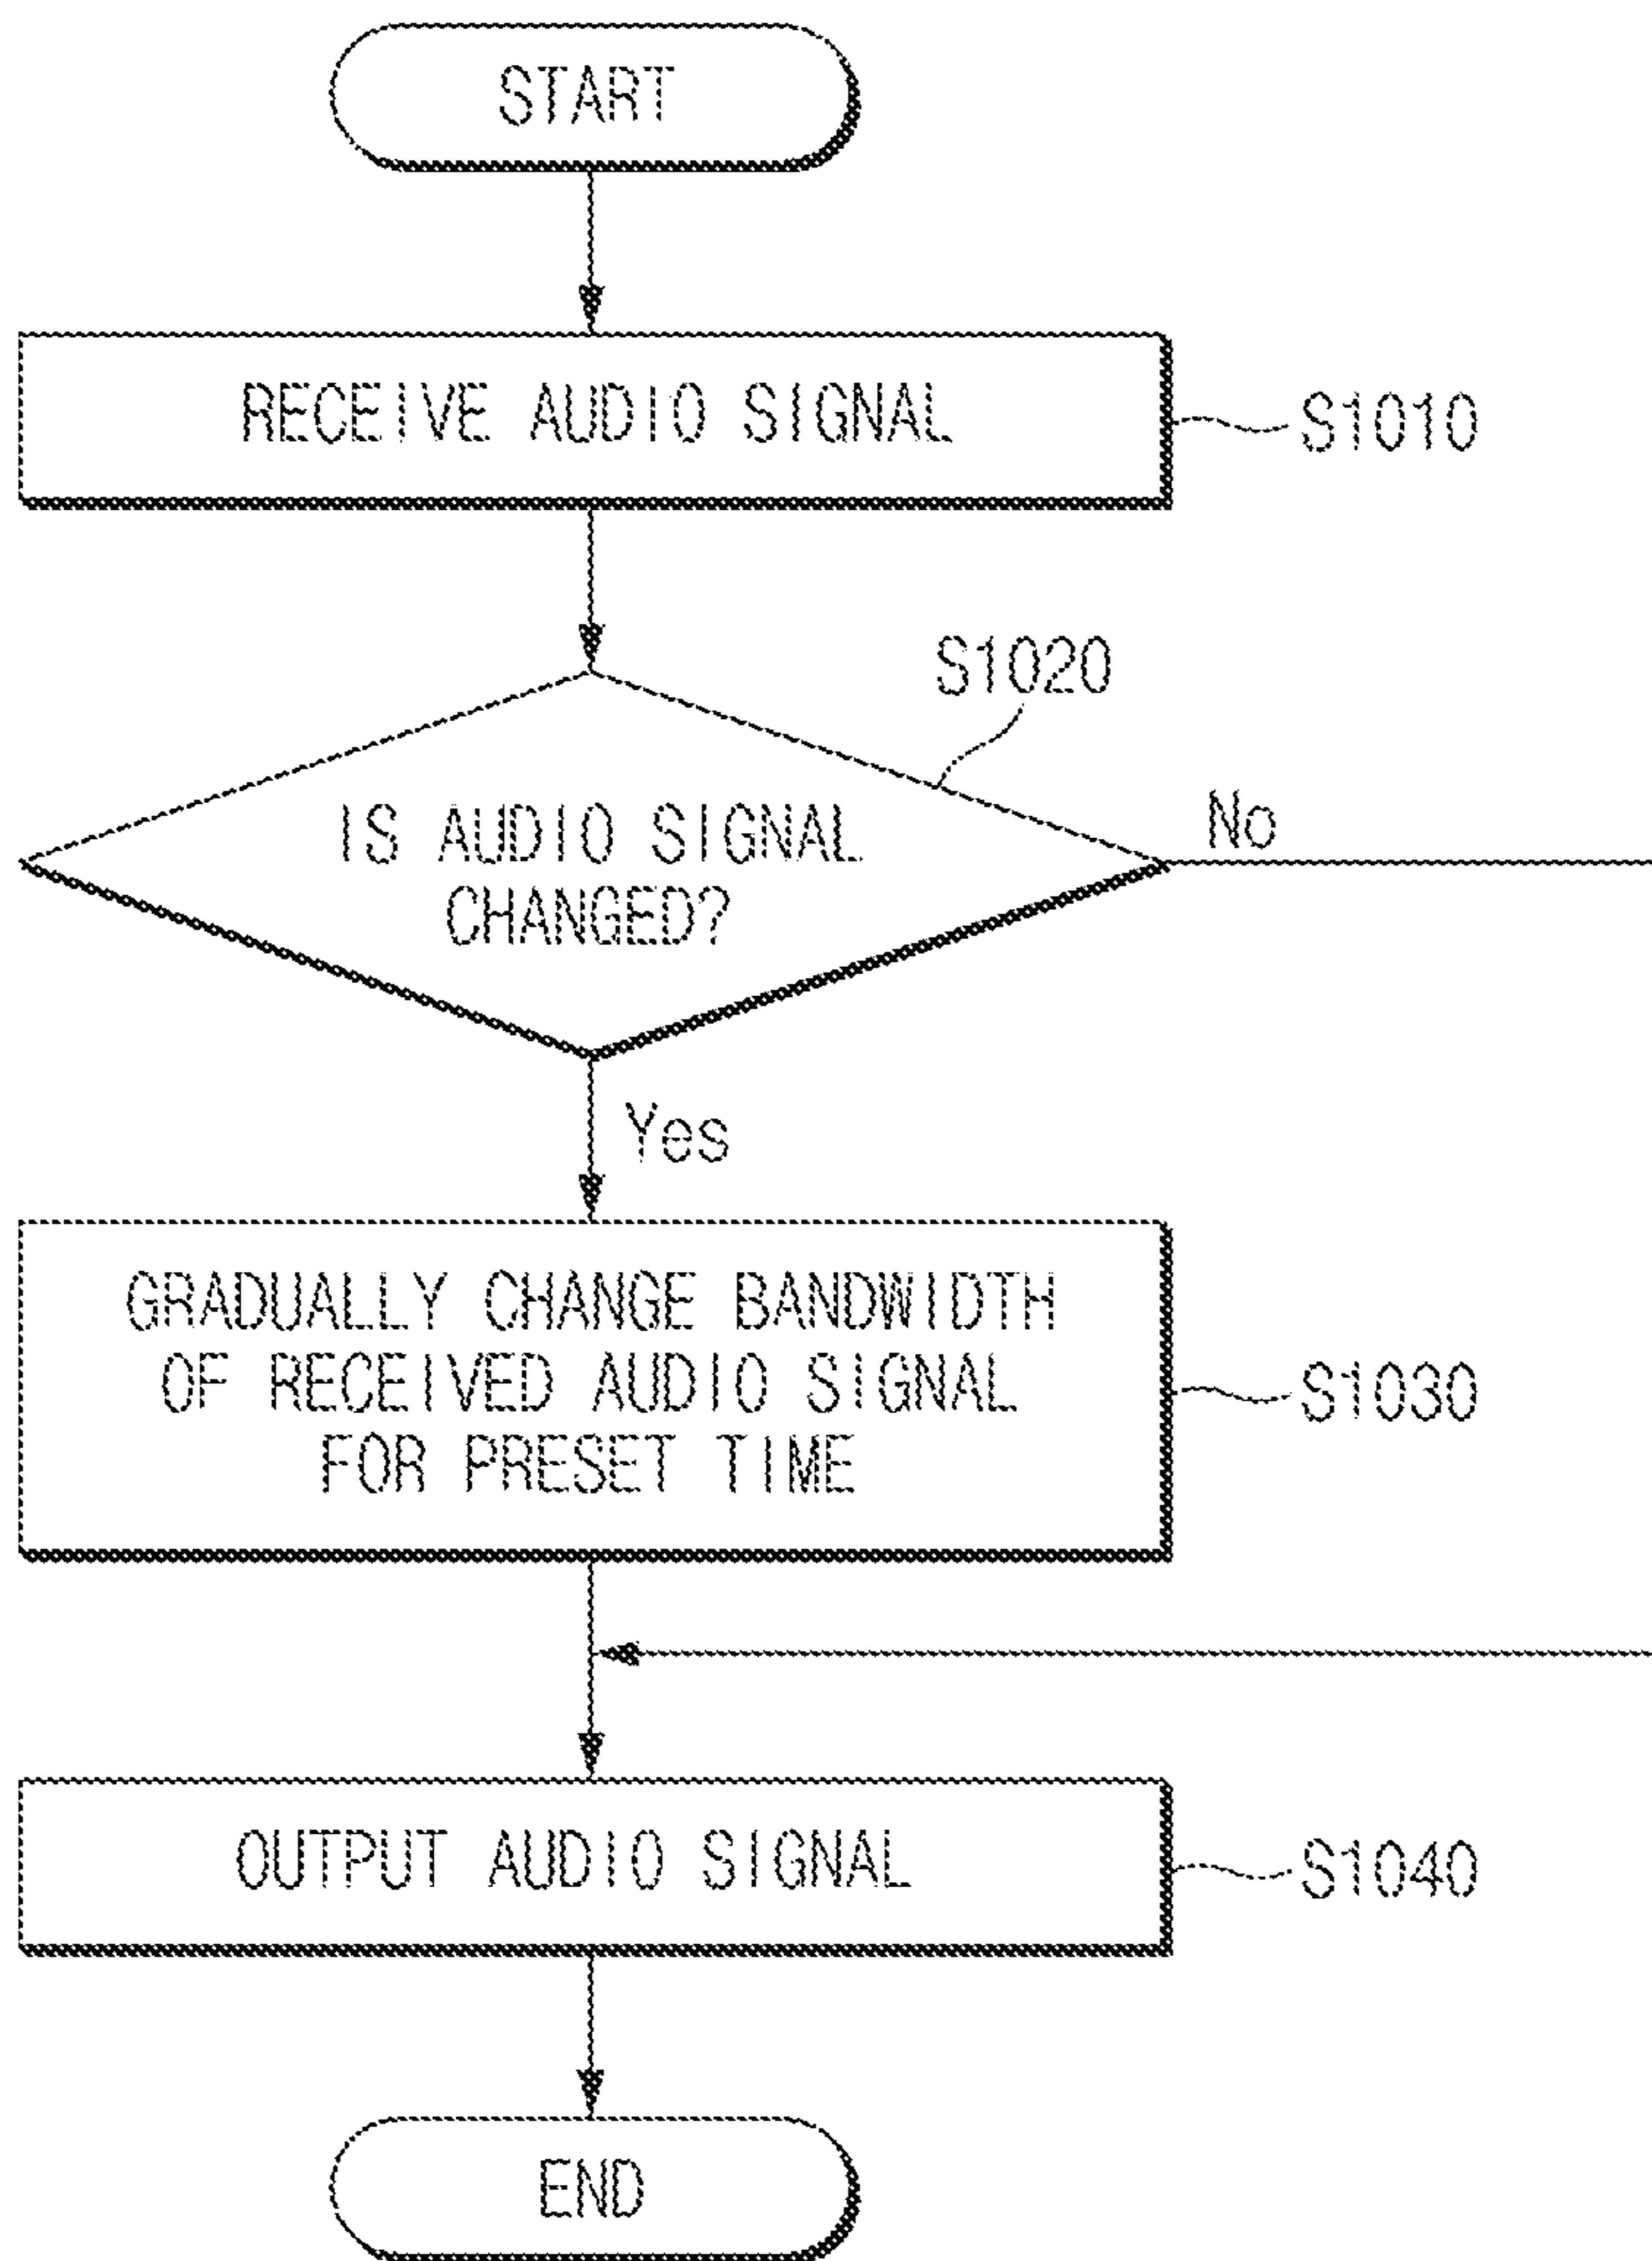 START
RECEIVE AUDIO SIGNAL
S1010
S1020
IS AUDIO SIGNAL
CHANGED?
No
Yes
GRADUALLY CHANGE BANDWIDTH
OF RECEIVED AUDIO SIGNAL
FOR PRESET TIME
S1030
OUTPUT AUDIO SIGNAL
S1040
END